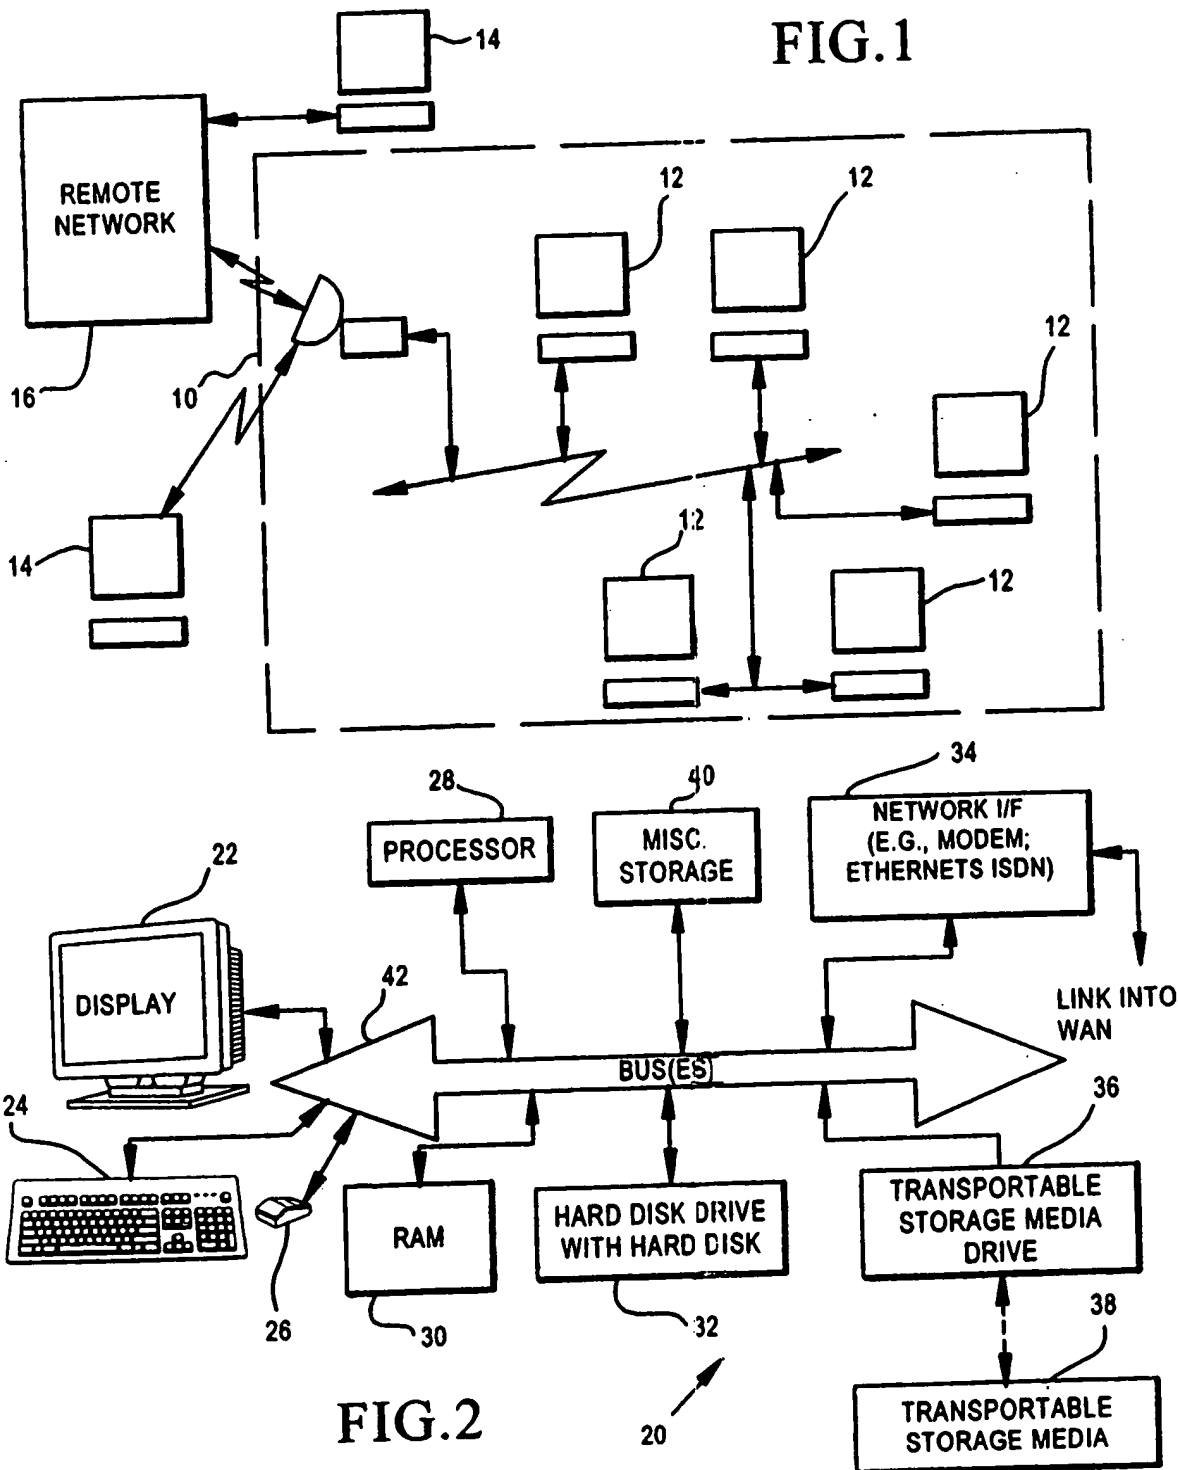 FIG.1
14
REMOTE
NETWORK
12
12
12
16
10
14
12
12
34
28
40
NETWORK I/F
(E.G., MODEM;
ETHERNETS ISDN)
PROCESSOR
MISC.
STORAGE
22
DISPLAY
42
LINK INTO
WAN
BUS(ES)
24
36
RAM
HARD DISK DRIVE
WITH HARD DISK
TRANSPORTABLE
STORAGE MEDIA
DRIVE
26
30
32
38
FIG.2
20
TRANSPORTABLE
STORAGE MEDIA